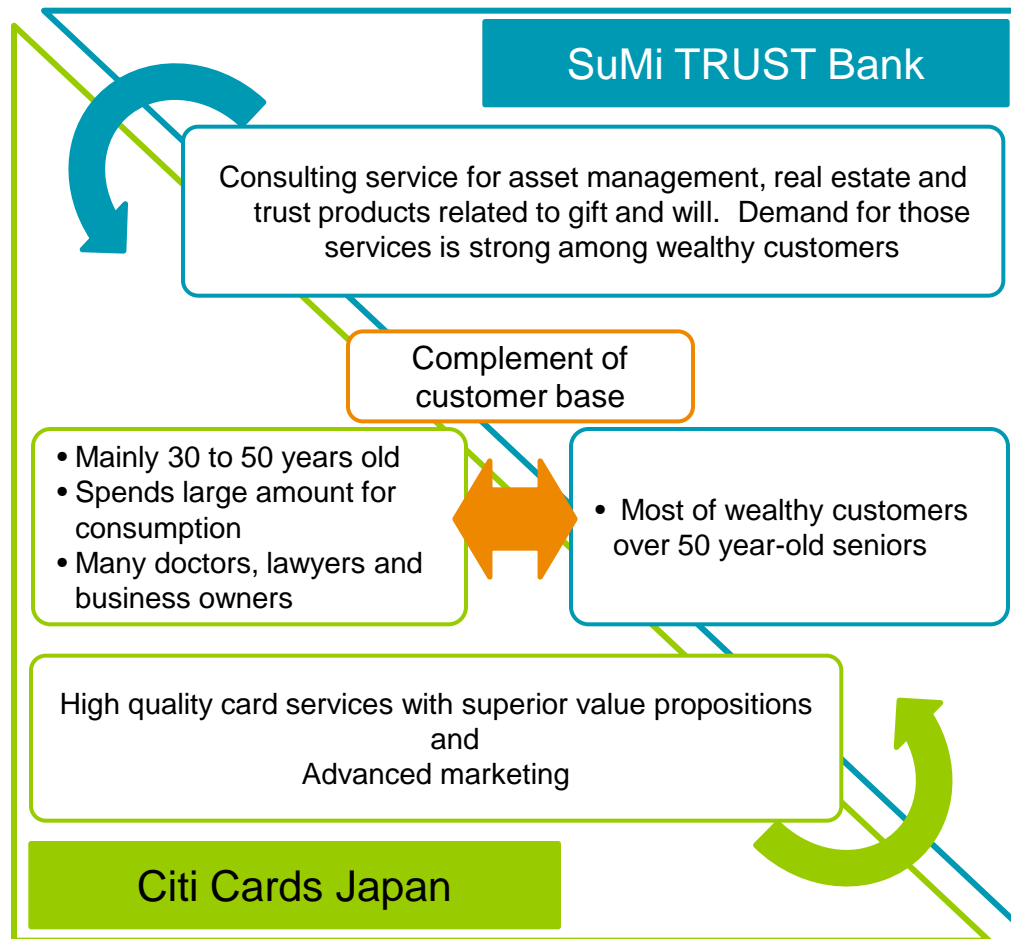 SuMi TRUST Bank
Consulting service for asset management, real estate and
trust products related to gift and will.  Demand for those
services is strong among wealthy customers
Complement of
customer base
• Mainly 30 to 50 years old
• Spends large amount for
consumption
• Many doctors, lawyers and
business owners
• Most of wealthy customers
over 50 year-old seniors
High quality card services with superior value propositions
and
Advanced marketing
Citi Cards Japan